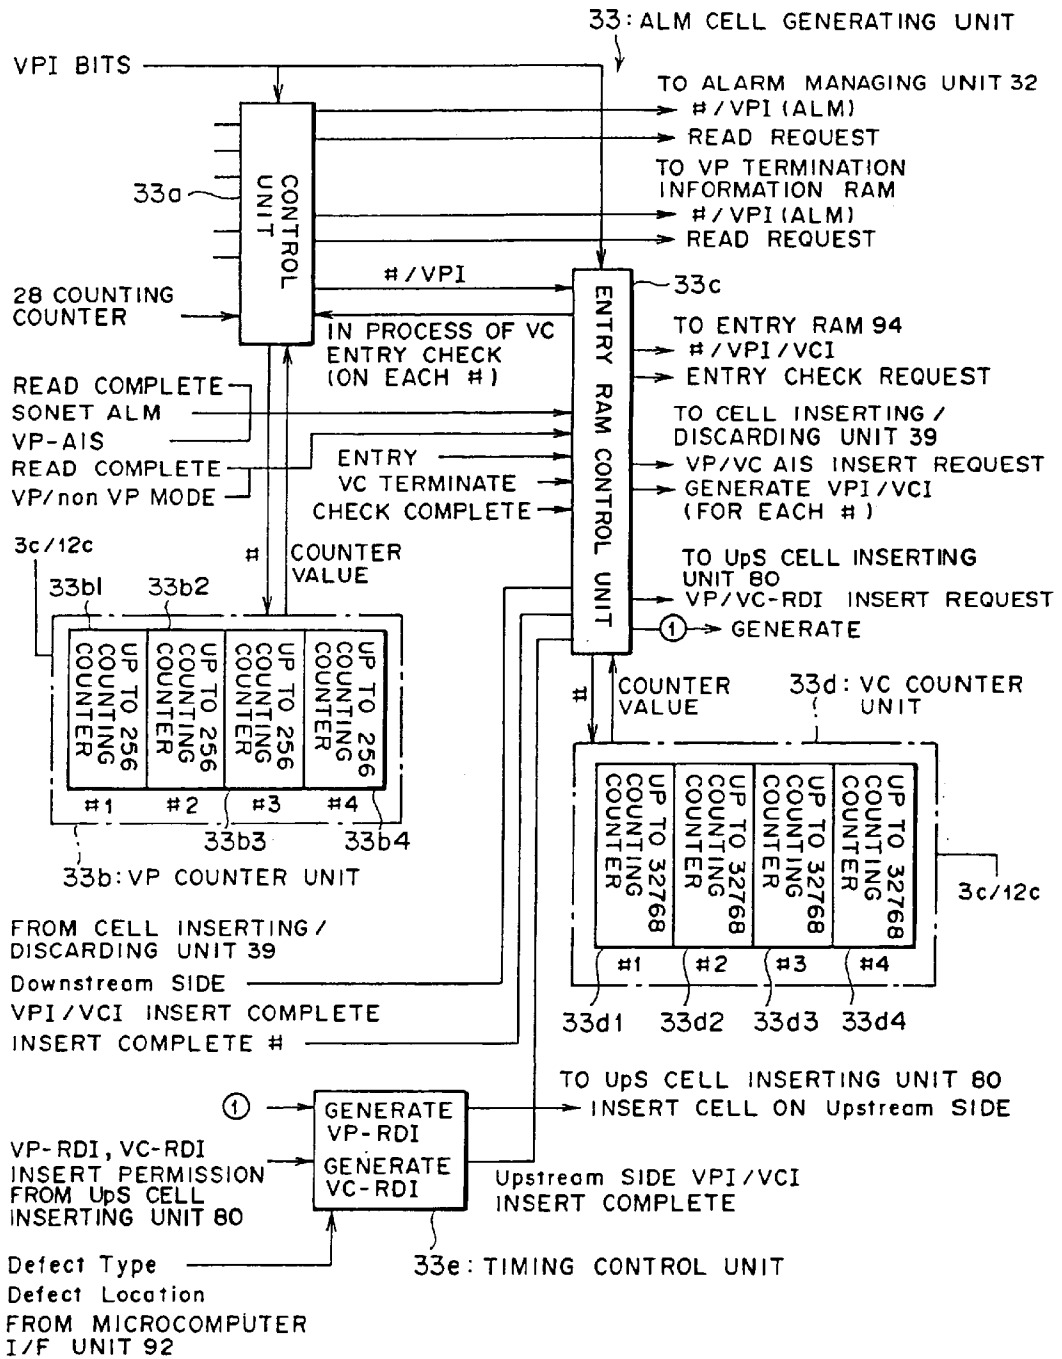 33: ALM CELL GENERATING UNIT
VPI BITS
TO ALARM MANAGING UNIT 32
#/VPI (ALM)
READ REQUEST
TO VP TERMINATION
INFORMATION RAM
#/VPI (ALM)
READ REQUEST
33a
CONTROL
UNIT
#/VPI
33c
28 COUNTING
COUNTER
IN PROCESS OF VC
ENTRY CHECK
(ON EACH #)
ENTRY RAM CONTROL UNIT
TO ENTRY RAM 94
#/VPI/VCI
ENTRY CHECK REQUEST
READ COMPLETE
SONET ALM
VP-AIS
READ COMPLETE
VP/non VP MODE
ENTRY
VC TERMINATE
CHECK COMPLETE
TO CELL INSERTING/
DISCARDING UNIT 39
VP/VC AIS INSERT REQUEST
GENERATE VPI/VCI
(FOR EACH #)
3c/12c
#
COUNTER
VALUE
TO UpS CELL INSERTING
UNIT 80
VP/VC-RDI INSERT REQUEST
① GENERATE
33b1
33b2
UP TO 256
COUNTING
COUNTER
UP TO 256
COUNTING
COUNTER
UP TO 256
COUNTING
COUNTER
UP TO 256
COUNTING
COUNTER
#1 #2 #3 #4
33b3
33b4
33b: VP COUNTER UNIT
#
COUNTER
VALUE
33d: VC COUNTER
UNIT
UP TO 32768
COUNTING
COUNTER
UP TO 32768
COUNTING
COUNTER
UP TO 32768
COUNTING
COUNTER
UP TO 32768
COUNTING
COUNTER
3c/12c
#1 #2 #3 #4
33d1 33d2 33d3 33d4
FROM CELL INSERTING/
DISCARDING UNIT 39
Downstream SIDE
VPI/VCI INSERT COMPLETE
INSERT COMPLETE #
TO UpS CELL INSERTING UNIT 80
INSERT CELL ON Upstream SIDE
①
GENERATE
VP-RDI
GENERATE
VC-RDI
VP-RDI, VC-RDI
INSERT PERMISSION
FROM UpS CELL
INSERTING UNIT 80
Upstream SIDE VPI/VCI
INSERT COMPLETE
33e: TIMING CONTROL UNIT
Defect Type
Defect Location
FROM MICROCOMPUTER
I/F UNIT 92